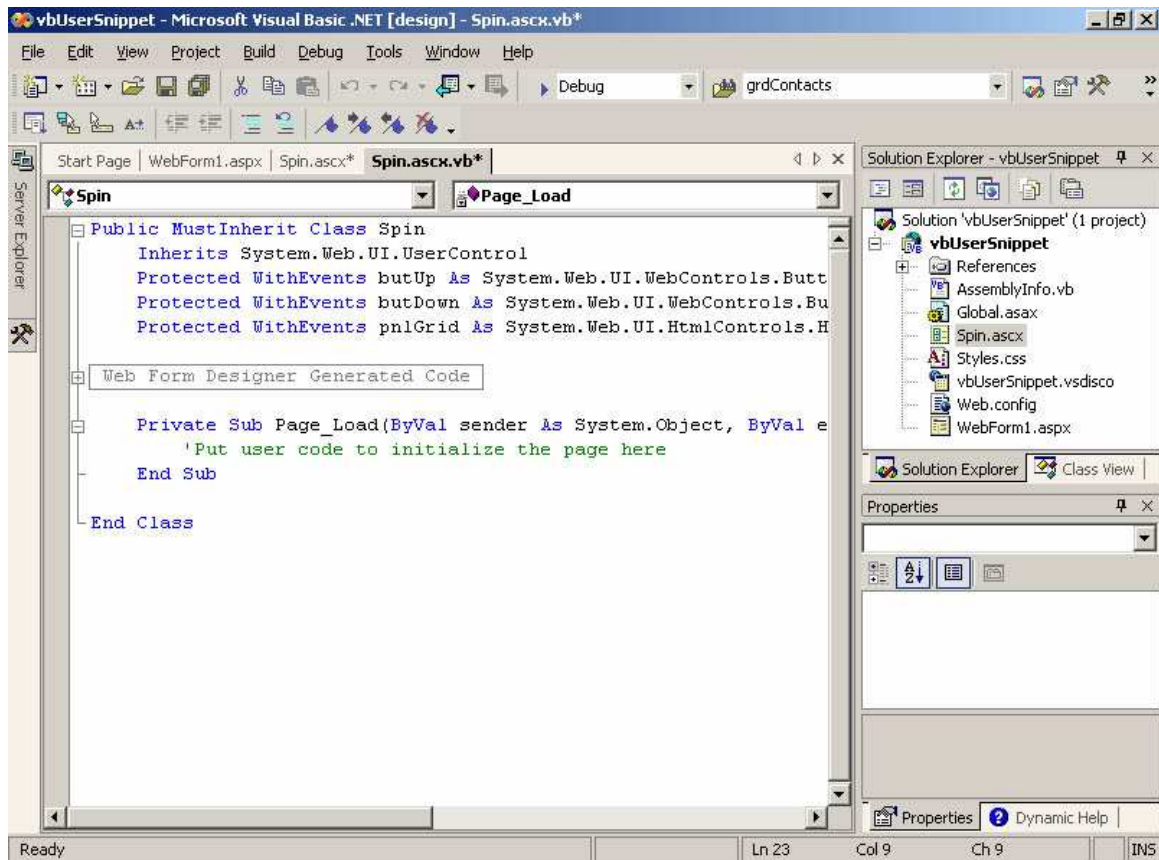 vbUserSnippet - Microsoft Visual Basic .NET [design] - Spin.ascx.vb*
File Edit View Project Build Debug Tools Window Help
Debug grdContacts
Start Page WebForm1.aspx Spin.ascx* Spin.ascx.vb*
Server Explorer
Spin Page_Load
Public MustInherit Class Spin
Inherits System.Web.UI.UserControl
Protected WithEvents butUp As System.Web.UI.WebControls.Butt
Protected WithEvents butDown As System.Web.UI.WebControls.Bu
Protected WithEvents pnlGrid As System.Web.UI.HtmlControls.H
Web Form Designer Generated Code
Private Sub Page_Load(ByVal sender As System.Object, ByVal e
'Put user code to initialize the page here
End Sub
End Class
Solution Explorer - vbUserSnippet
Solution 'vbUserSnippet' (1 project)
vbUserSnippet
References
AssemblyInfo.vb
Global.asax
Spin.ascx
Styles.css
vbUserSnippet.vsdisco
Web.config
WebForm1.aspx
Solution Explorer Class View
Properties
Properties Dynamic Help
Ready Ln 23 Col 9 Ch 9 INS